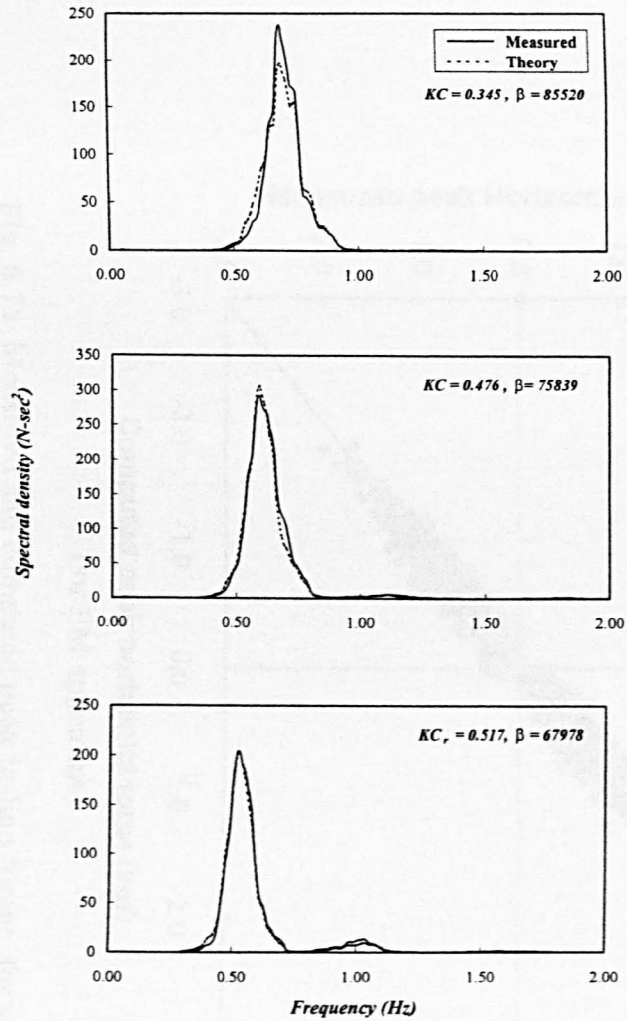 250
Measured
200
Theory
KC = 0.345 , β = 85520
150
100
50
0
0.00 0.50 1.00 1.50 2.00
350
KC = 0.476 , β = 75839
300
250
200
150
100
50
0
0.00 0.50 1.00 1.50 2.00
Spectral density (N-sec²)
250
KC r = 0.517, β = 67978
200
150
100
50
0
0.00 0.50 1.00 1.50 2.00
Frequency (Hz)